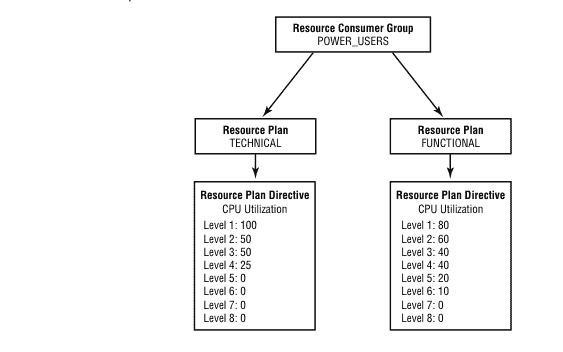 Resource Consumer Group
POWER_USERS
Resource Plan
TECHNICAL
Resource Plan
FUNCTIONAL
Resource Plan Directive
CPU Utilization
Level 1: 100
Level 2: 50
Level 3: 50
Level 4: 25
Level 5: 0
Level 6: 0
Level 7: 0
Level 8: 0
Resource Plan Directive
CPU Utilization
Level 1: 80
Level 2: 60
Level 3: 40
Level 4: 40
Level 5: 20
Level 6: 10
Level 7: 0
Level 8: 0